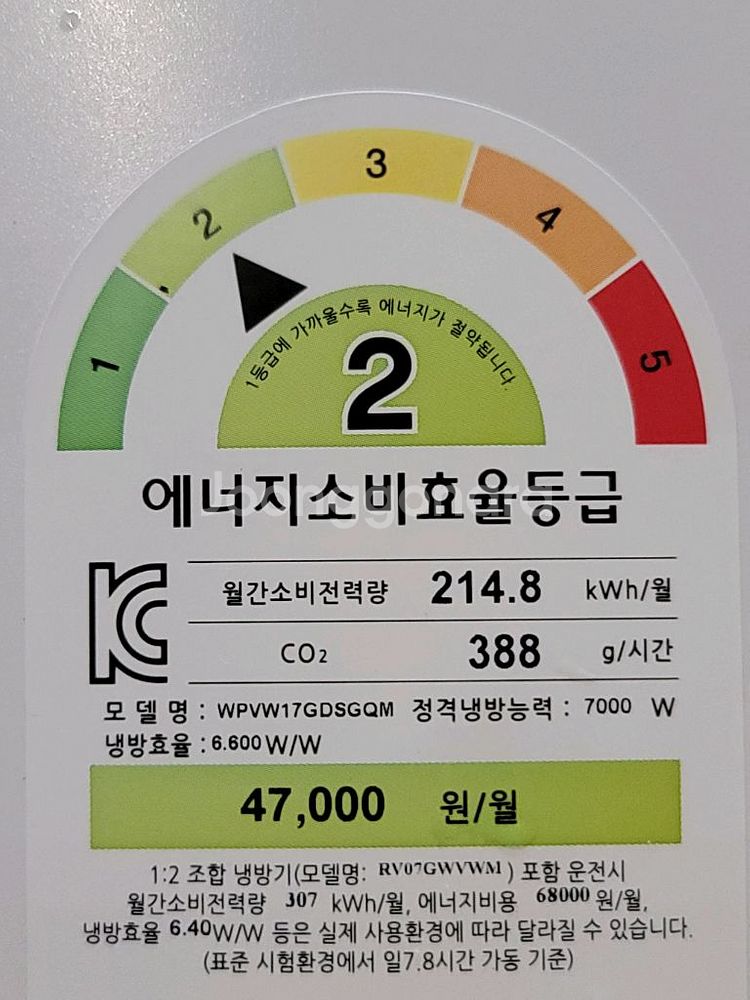 3
2
4
1
5
1등급에 가까울수록 에너지가 절약됩니다.
2
에너지소비효율등급
월간소비전력량 214.8 kWh/월
CO₂ 388 g/시간
모 델 명 : WPVW17GDSGQM 정격냉방능력 : 7000 W
냉방효율 : 6.600 W/W
47,000 원/월
1:2 조합 냉방기(모델명: RV07GWVWM ) 포함 운전시
월간소비전력량 307 kWh/월, 에너지비용 68000 원/월,
냉방효율 6.40W/W 등은 실제 사용환경에 따라 달라질 수 있습니다.
(표준 시험환경에서 일7.8시간 가동 기준)